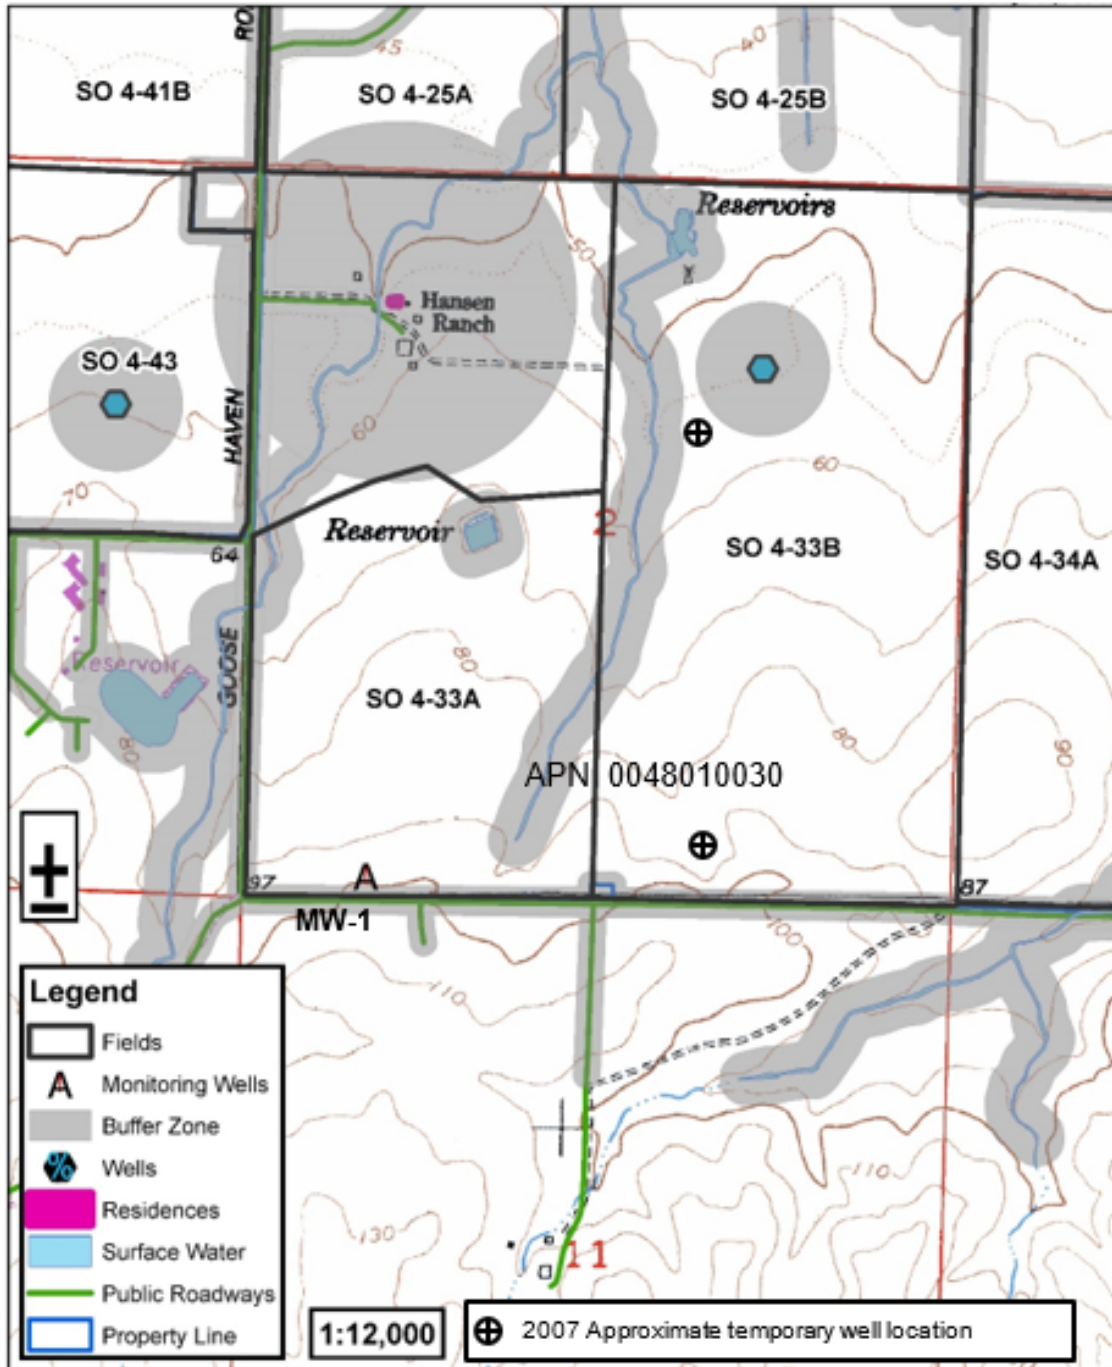 RO
45
40
SO 4-41B
SO 4-25A
SO 4-25B
Reservoirs
50
Hansen
Ranch
SO 4-43
HAVEN
60
60
70
Reservoir
2
64
SO 4-33B
SO 4-34A
GOOSE
Reservoir
80
SO 4-33A
80
80
90
APN 0048010030
97
A
87
MW-1
100
110
110
130
11
Legend
Fields
A Monitoring Wells
Buffer Zone
% Wells
Residences
Surface Water
Public Roadways
Property Line
1:12,000
2007 Approximate temporary well location